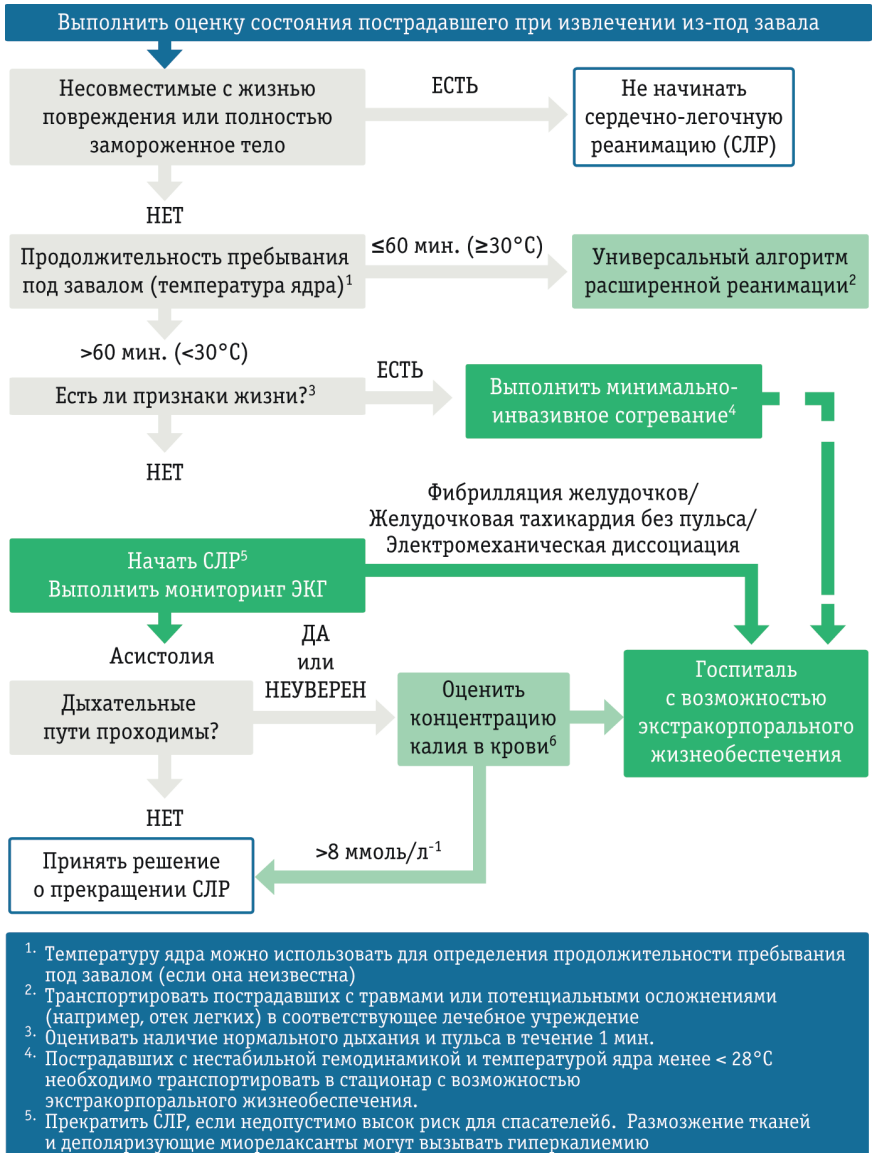 Выполнить оценку состояния пострадавшего при извлечении из-под завала
Несовместимые с жизнью
повреждения или полностью
замороженное тело
ЕСТЬ
Не начинать
сердечно-легочную
реанимацию (СЛР)
НЕТ
Продолжительность пребывания
под завалом (температура ядра)¹
≤60 мин. (≥30°C)
Универсальный алгоритм
расширенной реанимации²
>60 мин. (<30°C)
Есть ли признаки жизни?³
ЕСТЬ
Выполнить минимально-
инвазивное согревание⁴
НЕТ
Фибрилляция желудочков/
Желудочковая тахикардия без пульса/
Электромеханическая диссоциация
Начать СЛР⁵
Выполнить мониторинг ЭКГ
Асистолия
ДА
или
НЕУВЕРЕН
Дыхательные
пути проходимы?
Оценить
концентрацию
калия в крови⁶
Госпиталь
с возможностью
экстракорпорального
жизнеобеспечения
НЕТ
>8 ммоль/л⁻¹
Принять решение
о прекращении СЛР
1. Температуру ядра можно использовать для определения продолжительности пребывания
под завалом (если она неизвестна)
2. Транспортировать пострадавших с травмами или потенциальными осложнениями
(например, отек легких) в соответствующее лечебное учреждение
3. Оценивать наличие нормального дыхания и пульса в течение 1 мин.
4. Пострадавших с нестабильной гемодинамикой и температурой ядра менее < 28°C
необходимо транспортировать в стационар с возможностью
экстракорпорального жизнеобеспечения.
5. Прекратить СЛР, если недопустимо высок риск для спасателей6. Размозжение тканей
и деполяризующие миорелаксанты могут вызывать гиперкалиемию